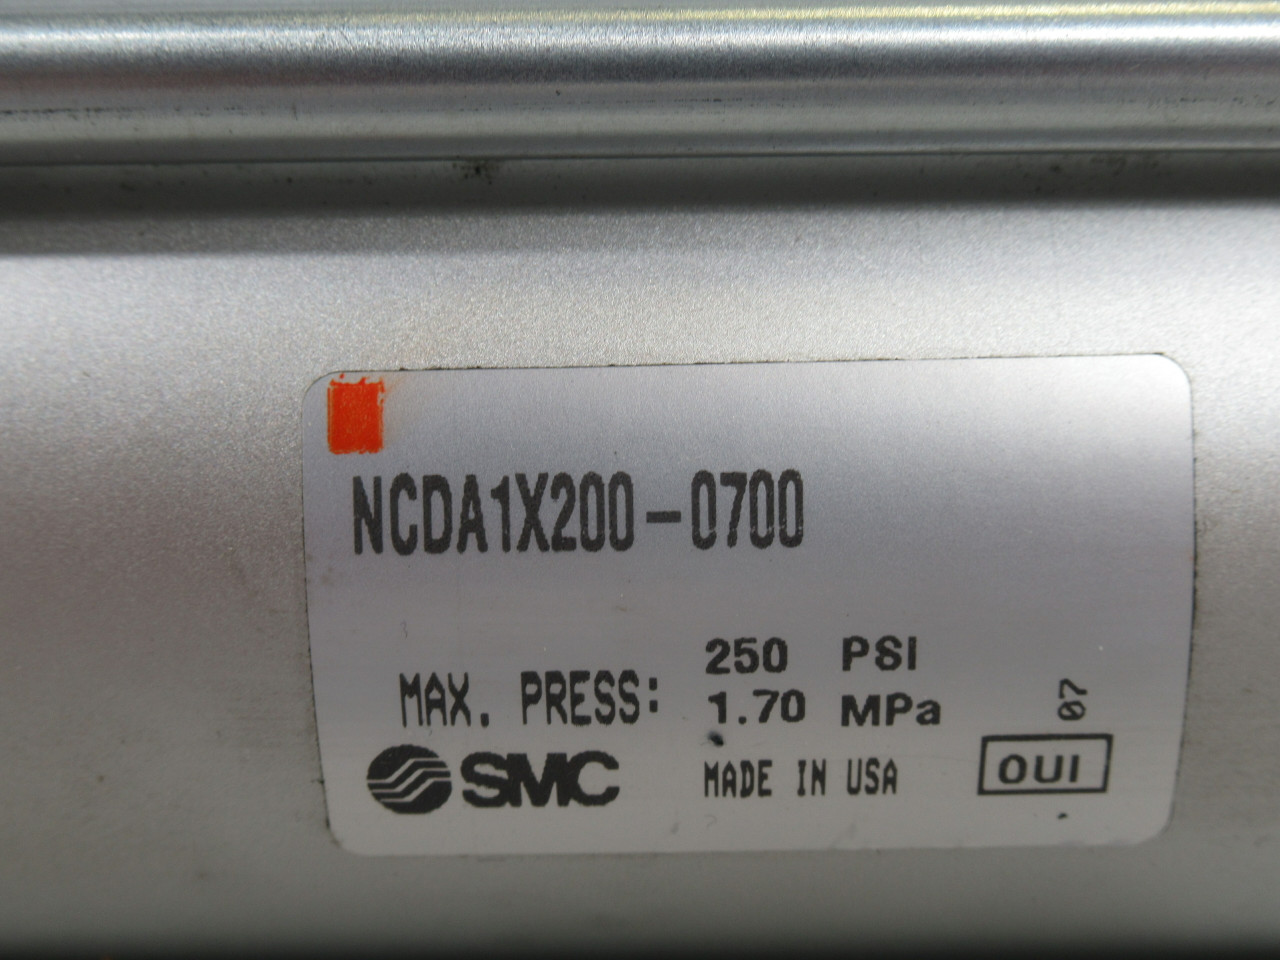 NCDA1X200-0700
MAX. PRESS: 250 PSI
1.70 MPa
07
SMC MADE IN USA OUI